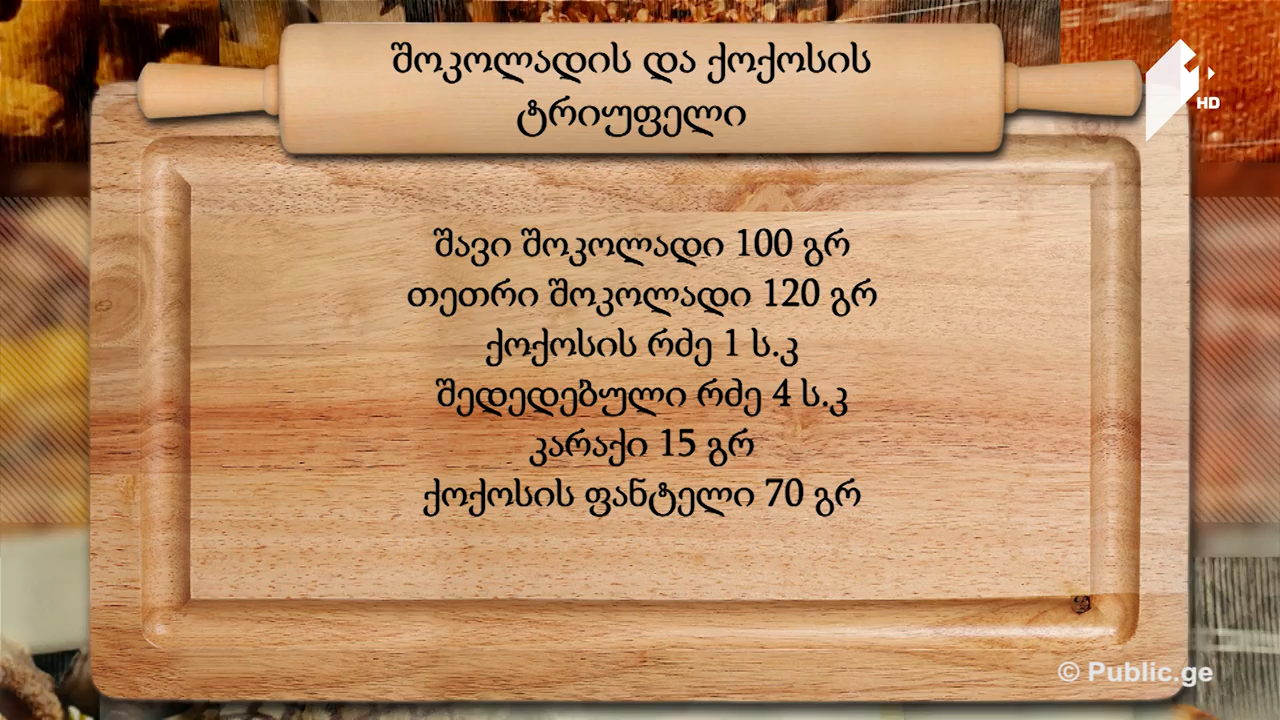 შოკოლადის და ქოქოსის
ტრიუფელი
HD
შავი შოკოლადი 100 გრ
თეთრი შოკოლადი 120 გრ
ქოქოსის რძე 1 ს.კ
შედედებული რძე 4 ს.კ
კარაქი 15 გრ
ქოქოსის ფანტელი 70 გრ
© Public.ge